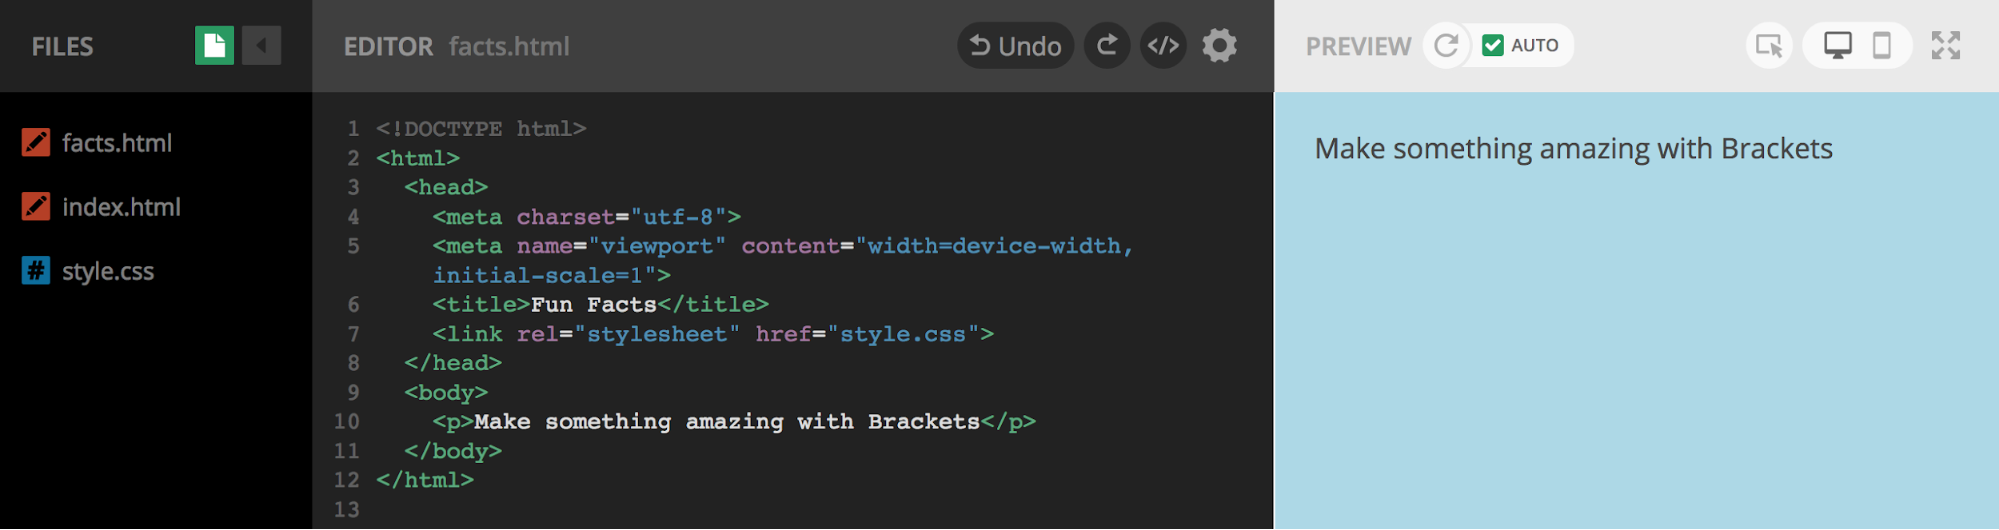 FILES
EDITOR facts.html
Undo
</>
PREVIEW
AUTO
facts.html
index.html
# style.css
1 <!DOCTYPE html>
2 <html>
3 <head>
4 <meta charset="utf-8">
5 <meta name="viewport" content="width=device-width,
initial-scale=1">
6 <title>Fun Facts</title>
7 <link rel="stylesheet" href="style.css">
8 </head>
9 <body>
10 <p>Make something amazing with Brackets</p>
11 </body>
12 </html>
13
Make something amazing with Brackets